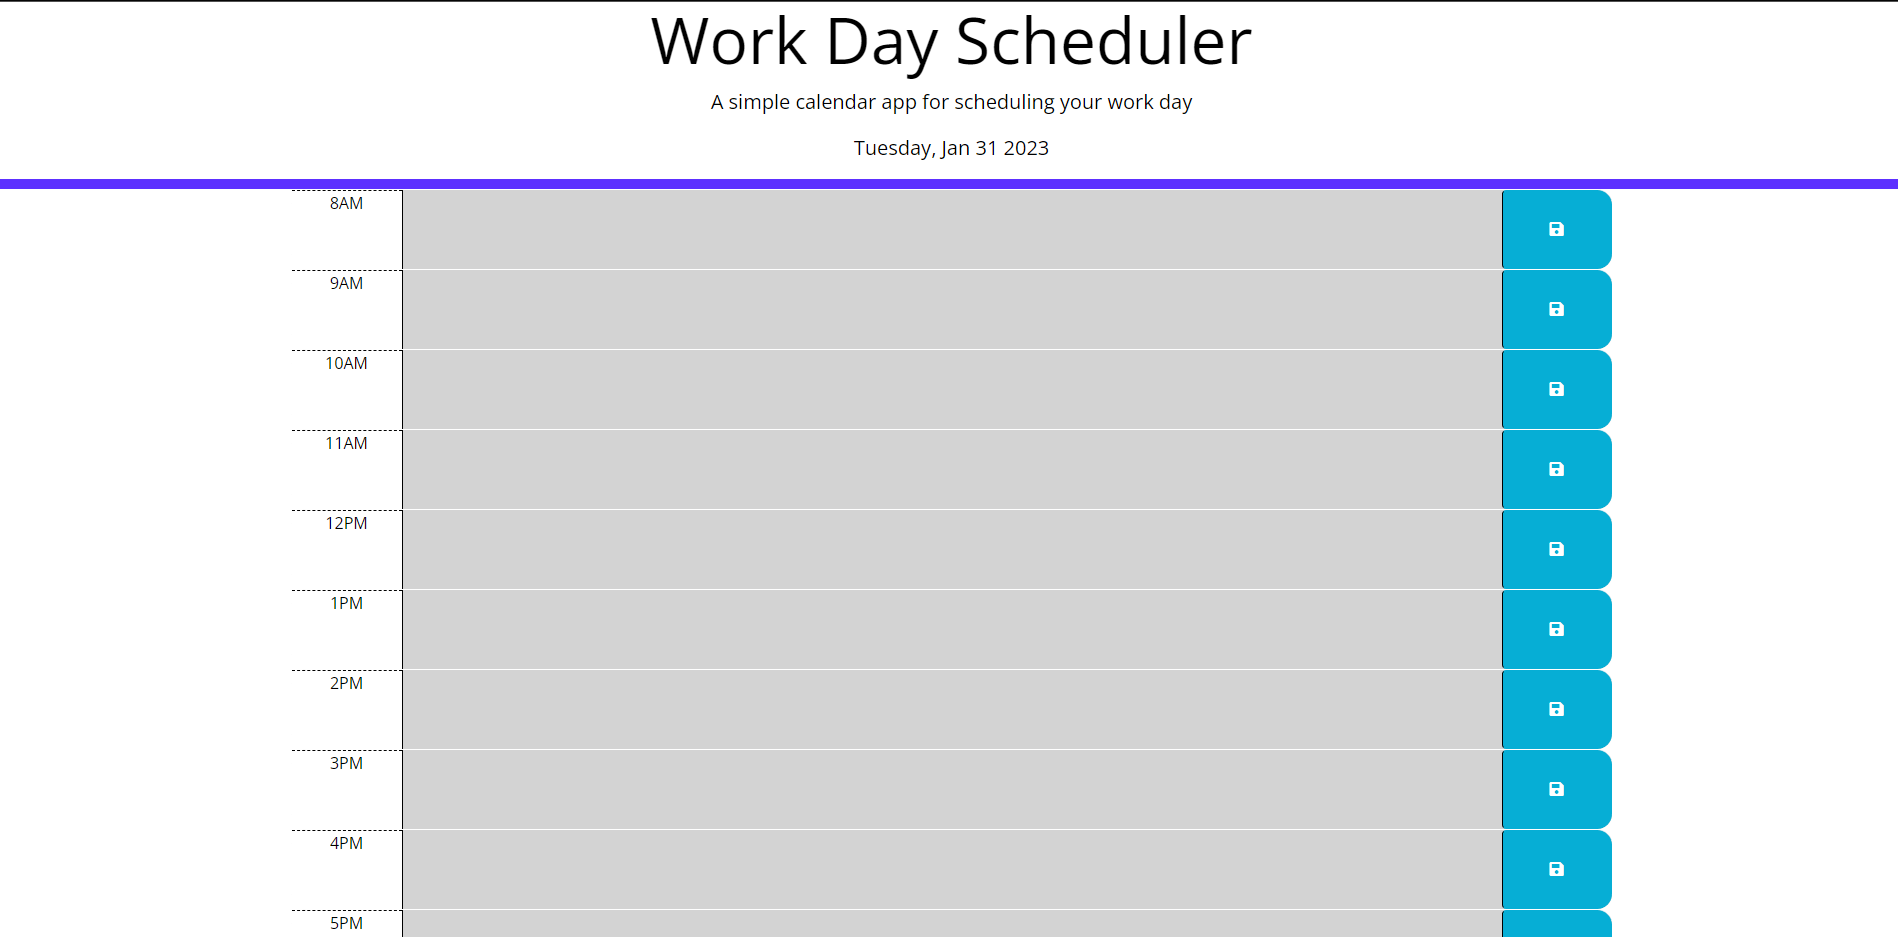 Work Day Scheduler
A simple calendar app for scheduling your work day
Tuesday, Jan 31 2023
8AM
9AM
10AM
11AM
12PM
1PM
2PM
3PM
4PM
5PM